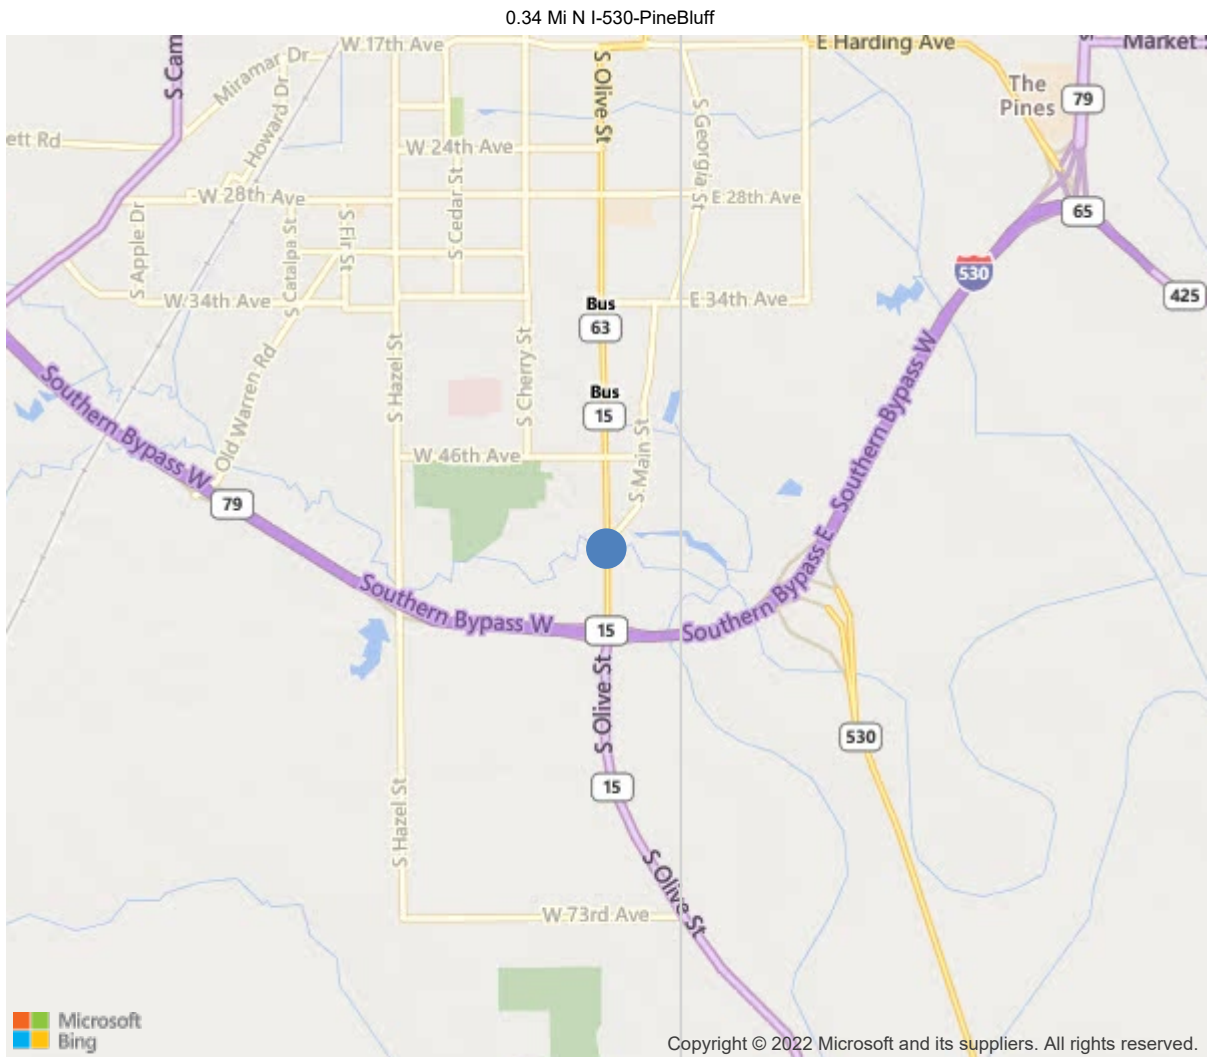 0.34 Mi N I-530-PineBluff
W 17th Ave
E Harding Ave
Market
S Cam
Miramar Dr
S Olive St
The
Pines
79
Howard Dr
S Georgia St
ett Rd
W 24th Ave
W 28th Ave
E 28th Ave
S Cedar St
65
S Apple Dr
S Catalpa St
S Fir St
530
425
W 34th Ave
E 34th Ave
Bus
63
S Hazel St
S Cherry St
Old Warren Rd
Southern Bypass W
Bus
15
Southern Bypass W
W 46th Ave
S Main St
79
Southern Bypass E
Southern Bypass W
15
Southern Bypass
S Olive St
530
15
S Hazel St
S Olive St
W 73rd Ave
Microsoft
Bing
Copyright © 2022 Microsoft and its suppliers. All rights reserved.